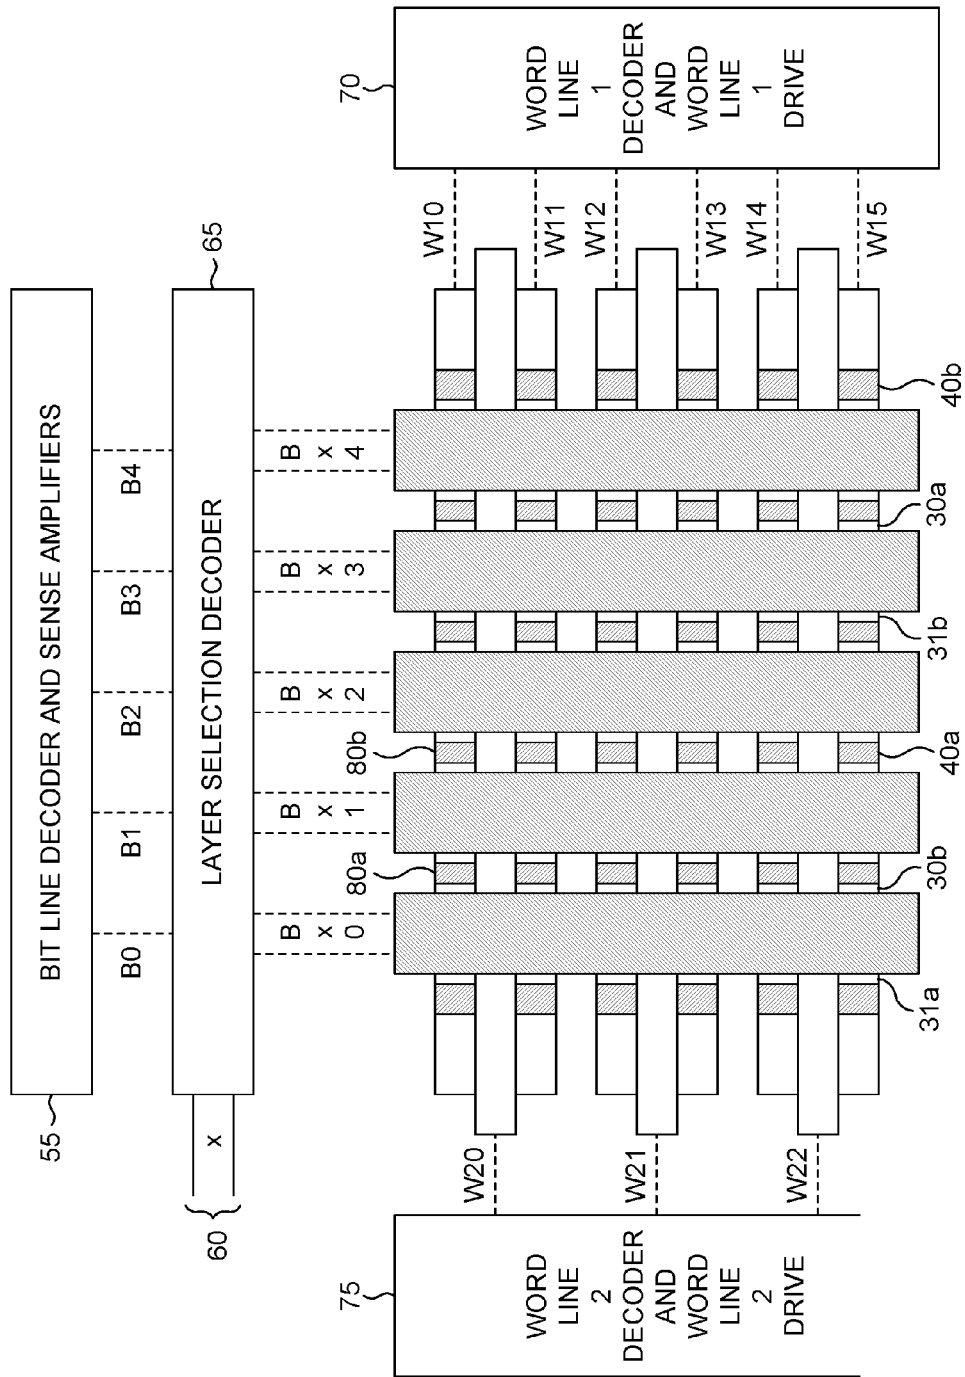 BIT LINE DECODER AND SENSE AMPLIFIERS
55
B0
B1
B2
B3
B4
LAYER SELECTION DECODER
65
x
60
B
x
0
B
x
1
B
x
2
B
x
3
B
x
4
75
WORD
LINE
2
DECODER
AND
WORD
LINE
2
DRIVE
W20
W21
W22
80a
80b
W10
W11
W12
W13
W14
W15
70
WORD
LINE
1
DECODER
AND
WORD
LINE
1
DRIVE
31a
30b
40a
31b
30a
40b